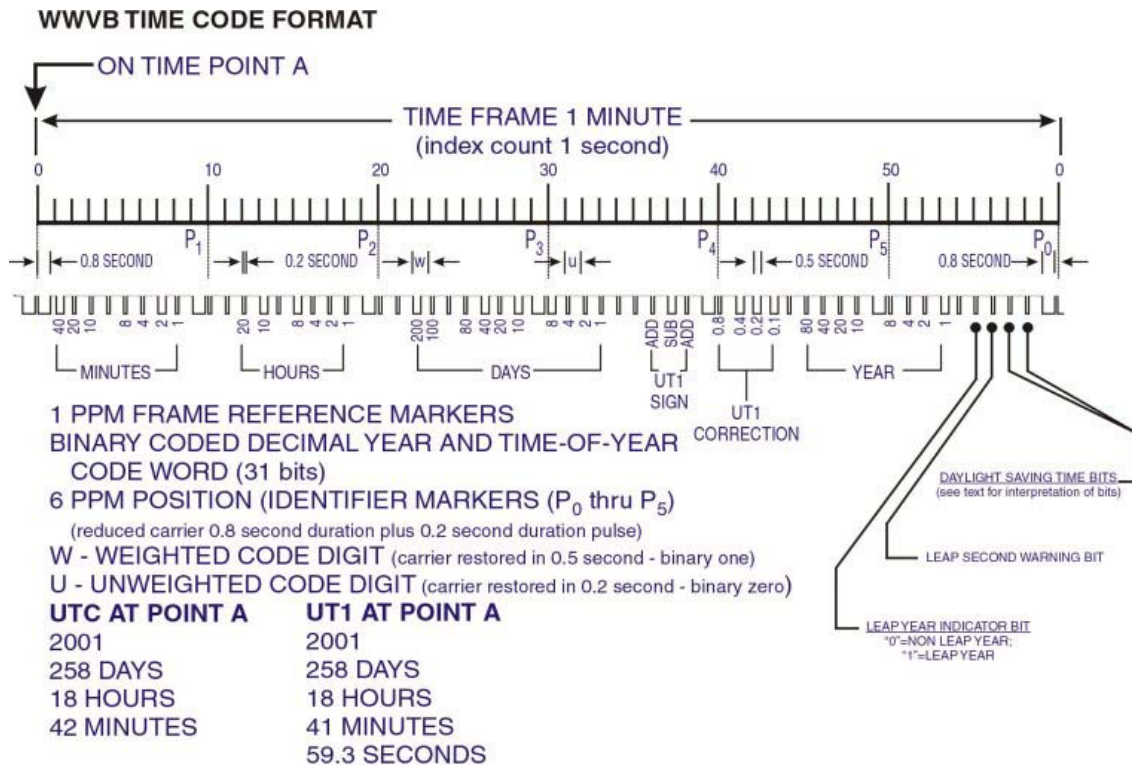 WWVB TIME CODE FORMAT
ON TIME POINT A
TIME FRAME 1 MINUTE
(index count 1 second)
0 10 20 30 40 50 0
P1 P2 P3 P4 P5 P0
0.8 SECOND 0.2 SECOND w u 0.5 SECOND 0.8 SECOND
40 20 10 8 4 2 1 20 10 8 4 2 1 200 100 80 40 20 10 8 4 2 1 ADD SUB ADD 0.8 0.4 0.2 0.1 80 40 20 10 8 4 2 1
MINUTES HOURS DAYS UT1 SIGN UT1 CORRECTION YEAR
1 PPM FRAME REFERENCE MARKERS
BINARY CODED DECIMAL YEAR AND TIME-OF-YEAR
CODE WORD (31 bits)
6 PPM POSITION (IDENTIFIER MARKERS (P0 thru P5)
(reduced carrier 0.8 second duration plus 0.2 second duration pulse)
W - WEIGHTED CODE DIGIT (carrier restored in 0.5 second - binary one)
U - UNWEIGHTED CODE DIGIT (carrier restored in 0.2 second - binary zero)
UTC AT POINT A
2001
258 DAYS
18 HOURS
42 MINUTES
UT1 AT POINT A
2001
258 DAYS
18 HOURS
41 MINUTES
59.3 SECONDS
DAYLIGHT SAVING TIME BITS
(see text for interpretation of bits)
LEAP SECOND WARNING BIT
LEAP YEAR INDICATOR BIT
"0"=NON LEAP YEAR;
"1"=LEAP YEAR